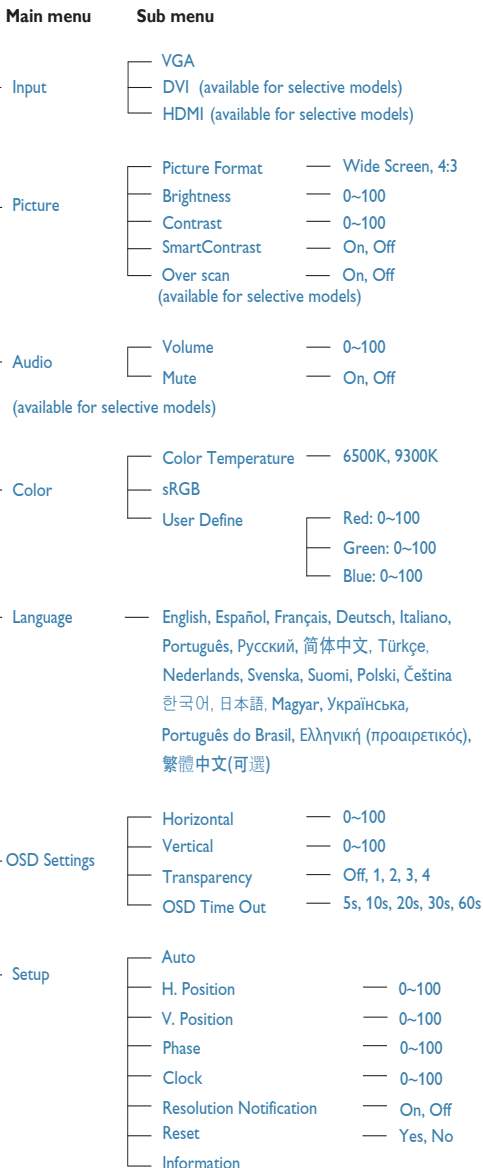 Main menu Sub menu
VGA
Input DVI (available for selective models)
HDMI (available for selective models)
Picture Format Wide Screen, 4:3
Brightness 0~100
Picture
Contrast 0~100
SmartContrast On, Off
Over scan On, Off
(available for selective models)
Volume 0~100
Audio
Mute On, Off
(available for selective models)
Color Temperature 6500K, 9300K
Color sRGB
User Define Red: 0~100
Green: 0~100
Blue: 0~100
Language English, Español, Français, Deutsch, Italiano,
Português, Русский, 简体中文, Türkçe,
Nederlands, Svenska, Suomi, Polski, Čeština
한국어, 日本語, Magyar, Українська,
Português do Brasil, Ελληνική (προαιρετικός),
繁體中文(可選)
Horizontal 0~100
Vertical 0~100
OSD Settings
Transparency Off, 1, 2, 3, 4
OSD Time Out 5s, 10s, 20s, 30s, 60s
Auto
Setup
H. Position 0~100
V. Position 0~100
Phase 0~100
Clock 0~100
Resolution Notification On, Off
Reset Yes, No
Information